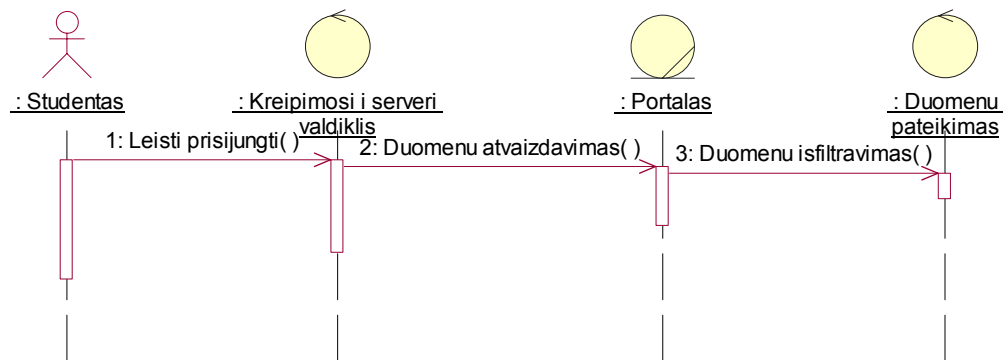 : Studentas
: Kreipimosi i serveri
valdiklis
: Portalas
: Duomenu
pateikimas
1: Leisti prisijungti( )
2: Duomenu atvaizdavimas( )
3: Duomenu isfiltravimas( )